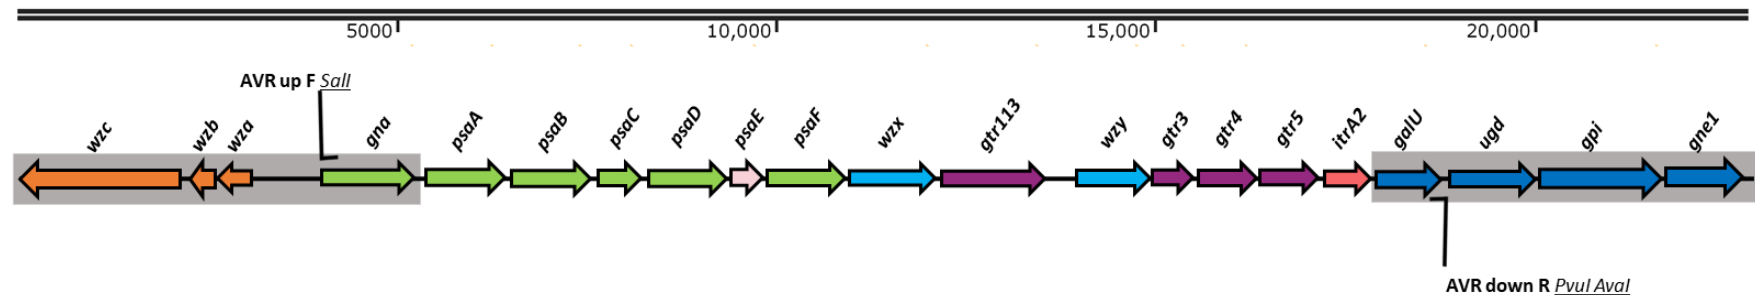 5000 10,000 15,000 20,000
AVR up F SalI
wzc wzb wza gna psaA psaB psaC psaD psaE psaF wzx gtr113 wzy gtr3 gtr4 gtr5 itrA2 galU ugd gpi gne1
AVR down R PvuI AvaI